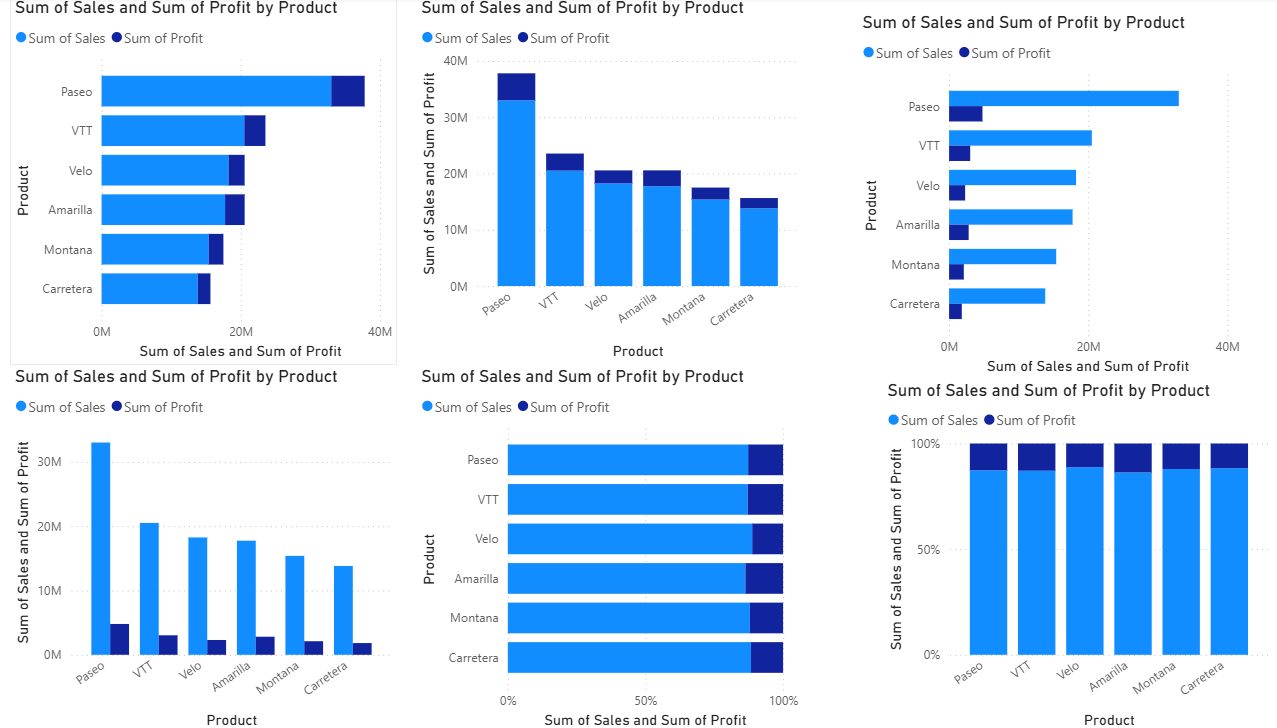 Sum of Sales and Sum of Profit by Product
Sum of Sales Sum of Profit
Product
Paseo
VTT
Velo
Amarilla
Montana
Carretera
0M 20M 40M
Sum of Sales and Sum of Profit
Sum of Sales and Sum of Profit by Product
Sum of Sales Sum of Profit
Sum of Sales and Sum of Profit
40M
30M
20M
10M
0M
Paseo VTT Velo Amarilla Montana Carretera
Product
Sum of Sales and Sum of Profit by Product
Sum of Sales Sum of Profit
Product
Paseo
VTT
Velo
Amarilla
Montana
Carretera
0M 20M 40M
Sum of Sales and Sum of Profit
Sum of Sales and Sum of Profit by Product
Sum of Sales Sum of Profit
Sum of Sales and Sum of Profit
30M
20M
10M
0M
Paseo VTT Velo Amarilla Montana Carretera
Product
Sum of Sales and Sum of Profit by Product
Sum of Sales Sum of Profit
Product
Paseo
VTT
Velo
Amarilla
Montana
Carretera
0% 50% 100%
Sum of Sales and Sum of Profit
Sum of Sales and Sum of Profit by Product
Sum of Sales Sum of Profit
Sum of Sales and Sum of Profit
100%
50%
0%
Paseo VTT Velo Amarilla Montana Carretera
Product